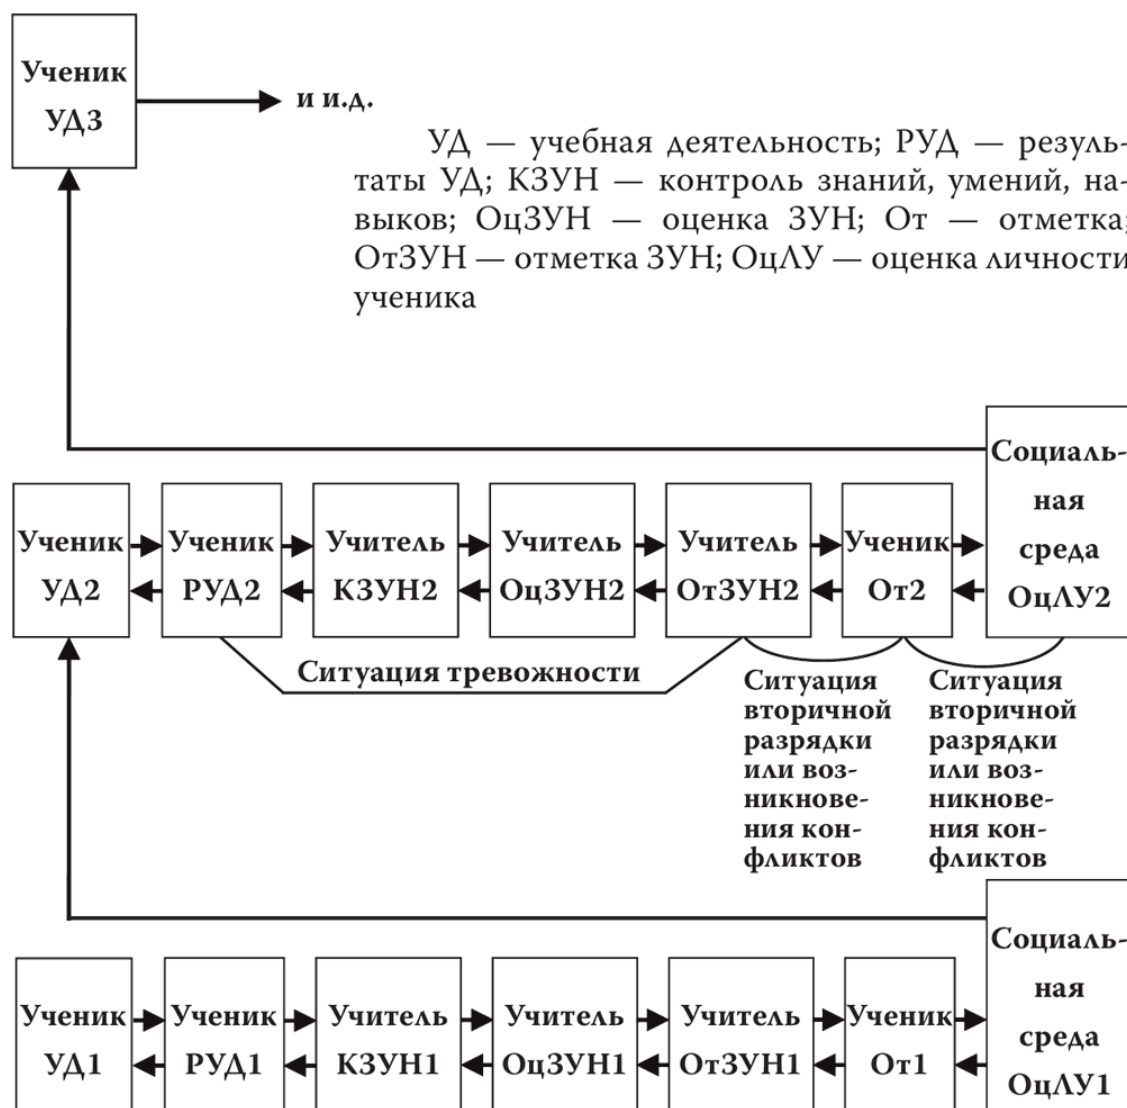 Ученик
УД3
и и.д.
УД — учебная деятельность; РУД — резуль-
таты УД; КЗУН — контроль знаний, умений, на-
выков; ОцЗУН — оценка ЗУН; От — отметка;
ОтЗУН — отметка ЗУН; ОцЛУ — оценка личности
ученика
Ученик
УД2
Ученик
РУД2
Учитель
КЗУН2
Учитель
ОцЗУН2
Учитель
ОтЗУН2
Ученик
От2
Социаль-
ная
среда
ОцЛУ2
Ситуация тревожности
Ситуация
вторичной
разрядки
или воз-
никнове-
ния кон-
фликтов
Ситуация
вторичной
разрядки
или воз-
никнове-
ния кон-
фликтов
Ученик
УД1
Ученик
РУД1
Учитель
КЗУН1
Учитель
ОцЗУН1
Учитель
ОтЗУН1
Ученик
От1
Социаль-
ная
среда
ОцЛУ1